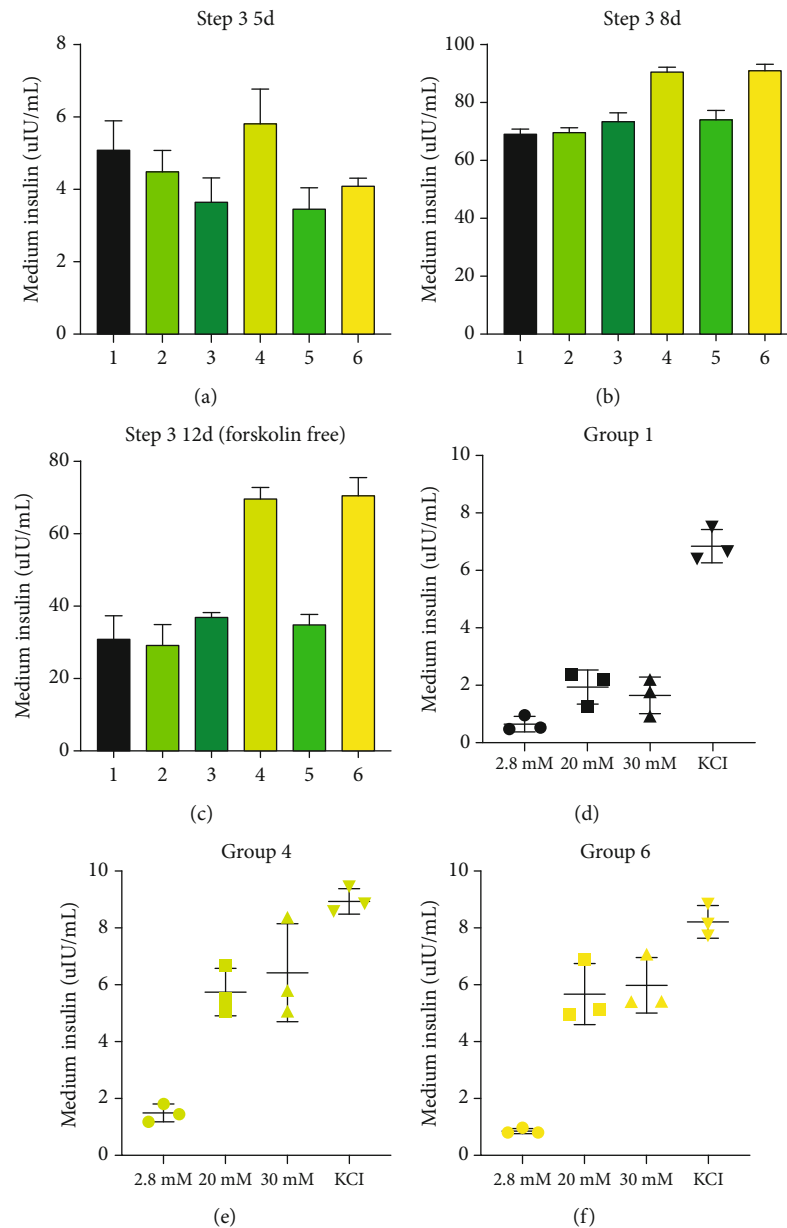 Step 3 5d
Medium insulin (uIU/mL)
8
6
4
2
0
1 2 3 4 5 6
(a)
Step 3 8d
Medium insulin (uIU/mL)
100
80
60
40
20
0
1 2 3 4 5 6
(b)
Step 3 12d (forskolin free)
Medium insulin (uIU/mL)
80
60
40
20
0
1 2 3 4 5 6
(c)
Group 1
Medium insulin (uIU/mL)
10
8
6
4
2
0
2.8 mM 20 mM 30 mM KCI
(d)
Group 4
Medium insulin (uIU/mL)
10
8
6
4
2
0
2.8 mM 20 mM 30 mM KCI
(e)
Group 6
Medium insulin (uIU/mL)
10
8
6
4
2
0
2.8 mM 20 mM 30 mM KCI
(f)